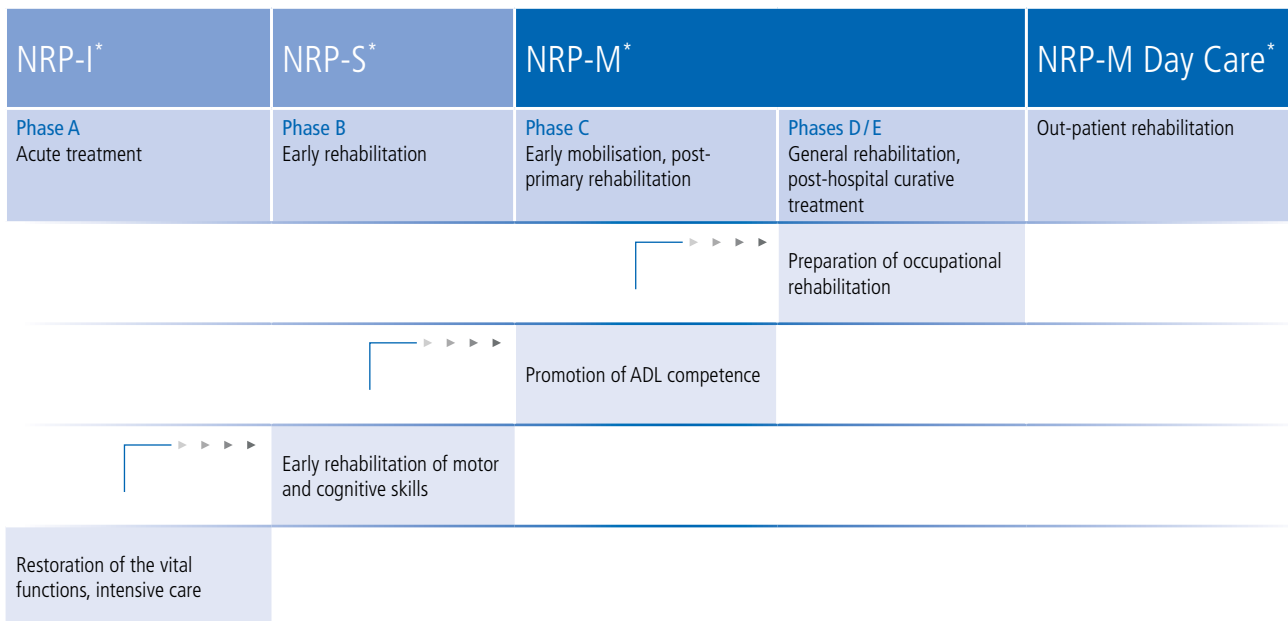 NRP-I*
NRP-S*
NRP-M*
NRP-M Day Care*
Phase A
Acute treatment
Phase B
Early rehabilitation
Phase C
Early mobilisation, post-
primary rehabilitation
Phases D/E
General rehabilitation,
post-hospital curative
treatment
Out-patient rehabilitation
Preparation of occupational
rehabilitation
Promotion of ADL competence
Early rehabilitation of motor
and cognitive skills
Restoration of the vital
functions, intensive care